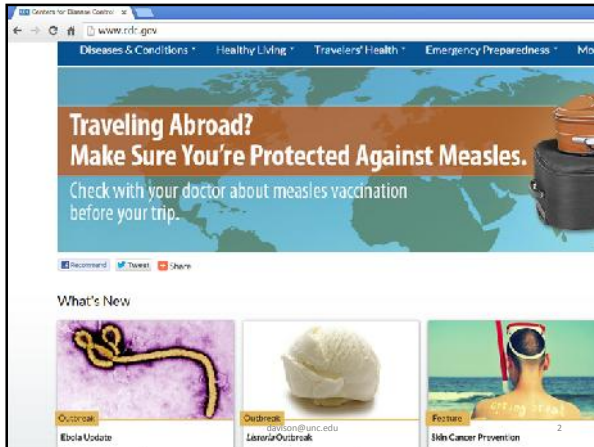 Centers for Disease Control
www.cdc.gov
Diseases & Conditions
Healthy Living
Travelers' Health
Emergency Preparedness
Mo
Traveling Abroad?
Make Sure You're Protected Against Measles.
Check with your doctor about measles vaccination
before your trip.
Recommend Tweet Share
What's New
Outbreak
Outbreak
Feature
Ebola Update
Listeria Outbreak
Skin Cancer Prevention
davison@unc.edu
2